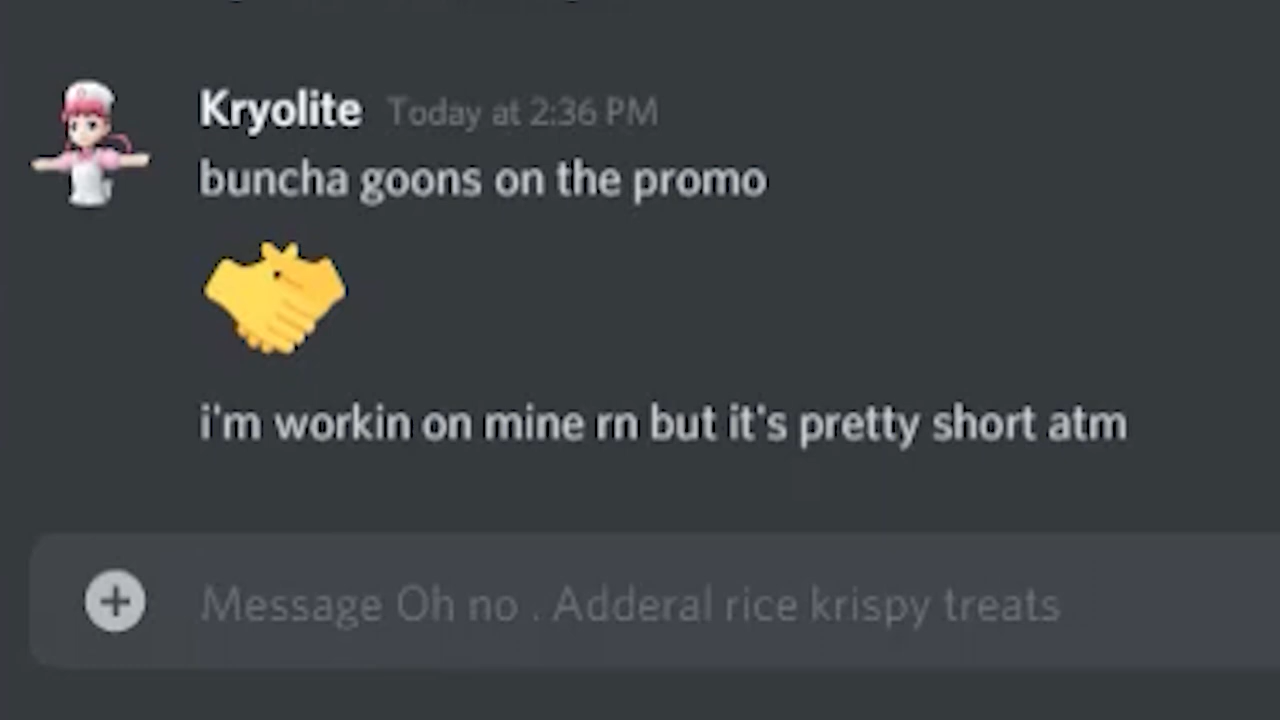 Kryolite Today at 2:36 PM
buncha goons on the promo
i'm workin on mine rn but it's pretty short atm
Message Oh no . Adderal rice krispy treats